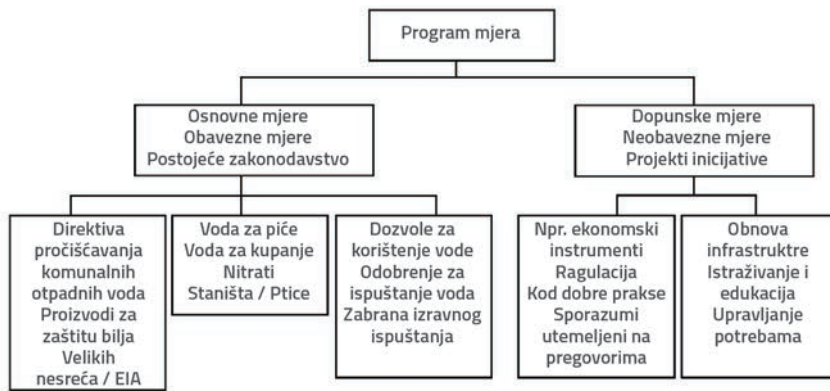 Program mjera
Osnovne mjere
Obavezne mjere
Postojeće zakonodavstvo
Dopunske mjere
Neobavezne mjere
Projekti inicijative
Direktiva
pročišćavanja
komunalnih
otpadnih voda
Proizvodi za
zaštitu bilja
Velikih
nesreća / EIA
Voda za piće
Voda za kupanje
Nitrati
Staništa / Ptice
Dozvole za
korištenje vode
Odobrenje za
ispuštanje voda
Zabrana izravnog
ispuštanja
Npr. ekonomski
instrumenti
Ragulacija
Kod dobre prakse
Sporazumi
utemeljeni na
pregovorima
Obnova
infrastruktre
Istraživanje i
edukacija
Upravljanje
potrebama